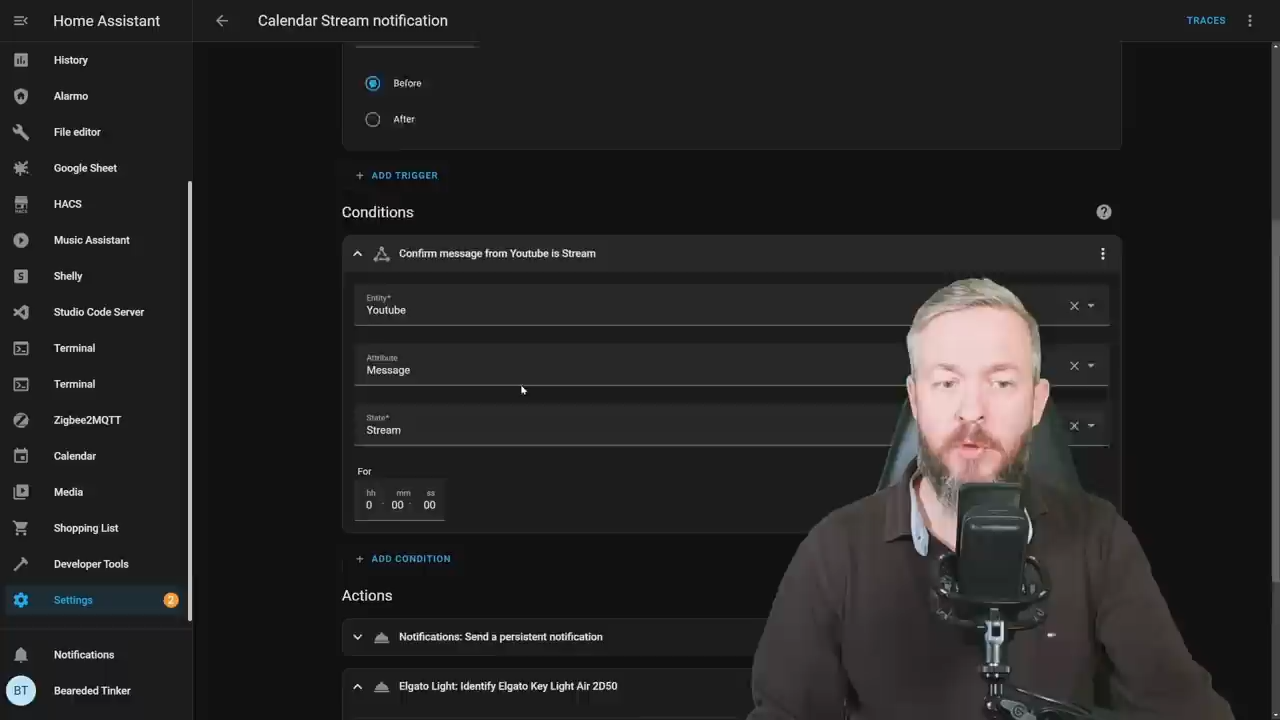 Home Assistant
Calendar Stream notification
TRACES
History
Alarmo
File editor
Google Sheet
HACS
HACS
Music Assistant
Shelly
S
Studio Code Server
Terminal
Terminal
Zigbee2MQTT
Calendar
Media
Shopping List
Developer Tools
Settings
2
Notifications
BT
Bearded Tinker
Before
After
+ ADD TRIGGER
Conditions
?
Confirm message from Youtube is Stream
Entity*
Youtube
Attribute
Message
State*
Stream
For
hh mm ss
0 : 00 : 00
+ ADD CONDITION
Actions
Notifications: Send a persistent notification
Elgato Light: Identify Elgato Key Light Air 2D50